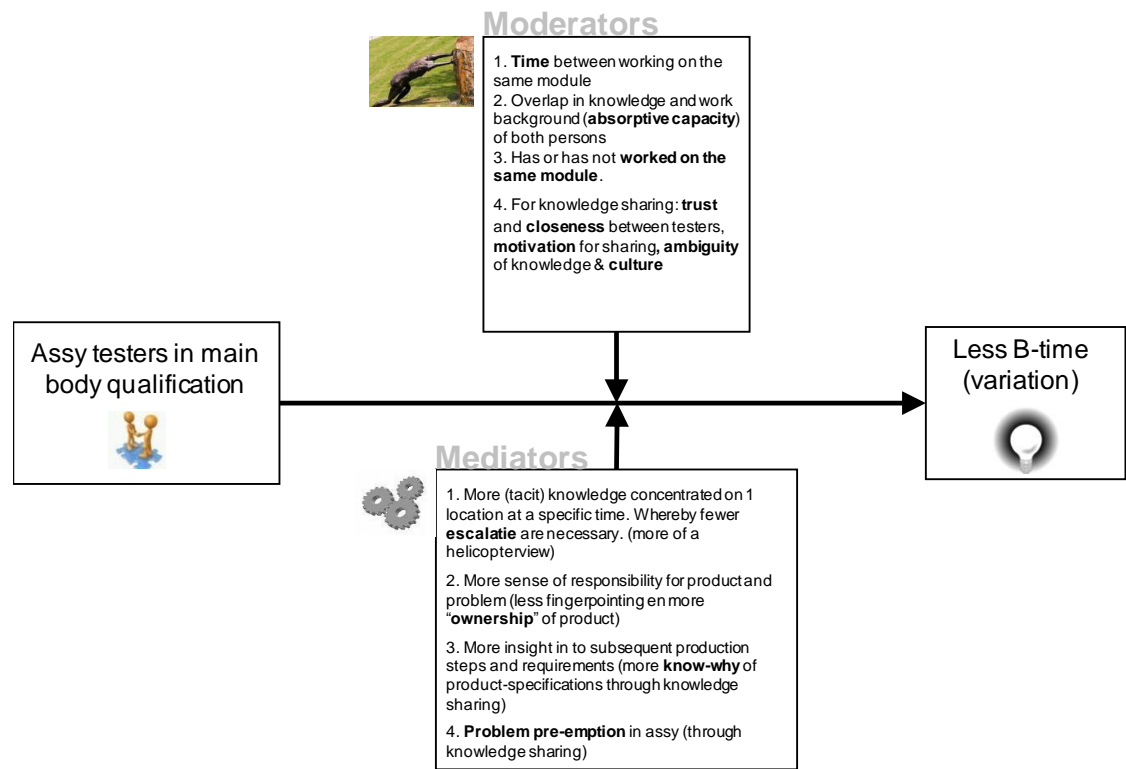 Moderators
1. Time between working on the
same module
2. Overlap in knowledge and work
background (absorptive capacity)
of both persons
3. Has or has not worked on the
same module.
4. For knowledge sharing: trust
and closeness between testers,
motivation for sharing, ambiguity
of knowledge & culture
Assy testers in main
body qualification
Less B-time
(variation)
Mediators
1. More (tacit) knowledge concentrated on 1
location at a specific time. Whereby fewer
escalatie are necessary. (more of a
helicopterview)
2. More sense of responsibility for product and
problem (less fingerpointing en more
“ownership” of product)
3. More insight in to subsequent production
steps and requirements (more know-why of
product-specifications through knowledge
sharing)
4. Problem pre-emption in assy (through
knowledge sharing)